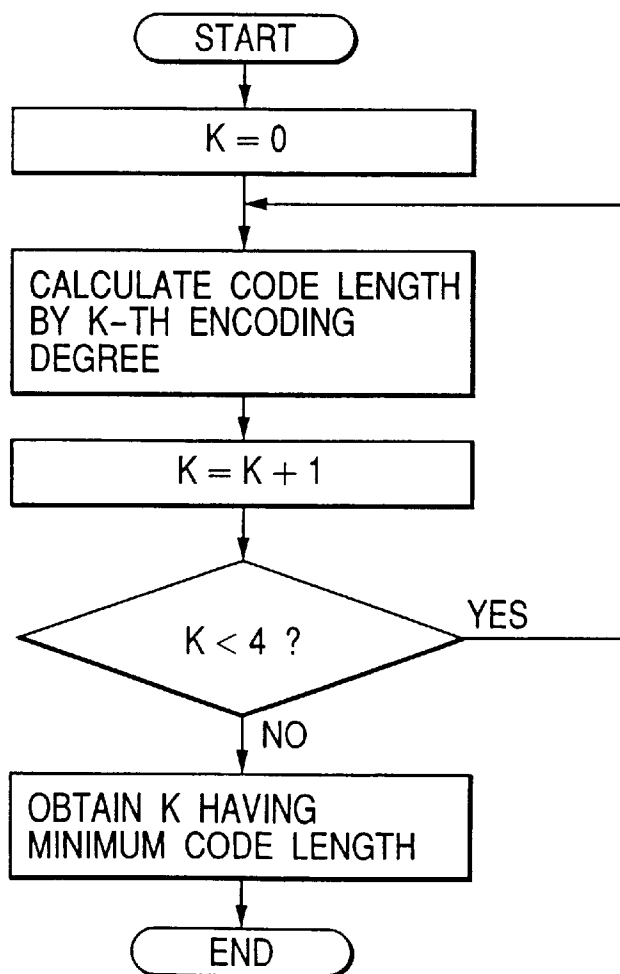 START
K = 0
CALCULATE CODE LENGTH
BY K-TH ENCODING
DEGREE
K = K + 1
K < 4 ?
YES
NO
OBTAIN K HAVING
MINIMUM CODE LENGTH
END